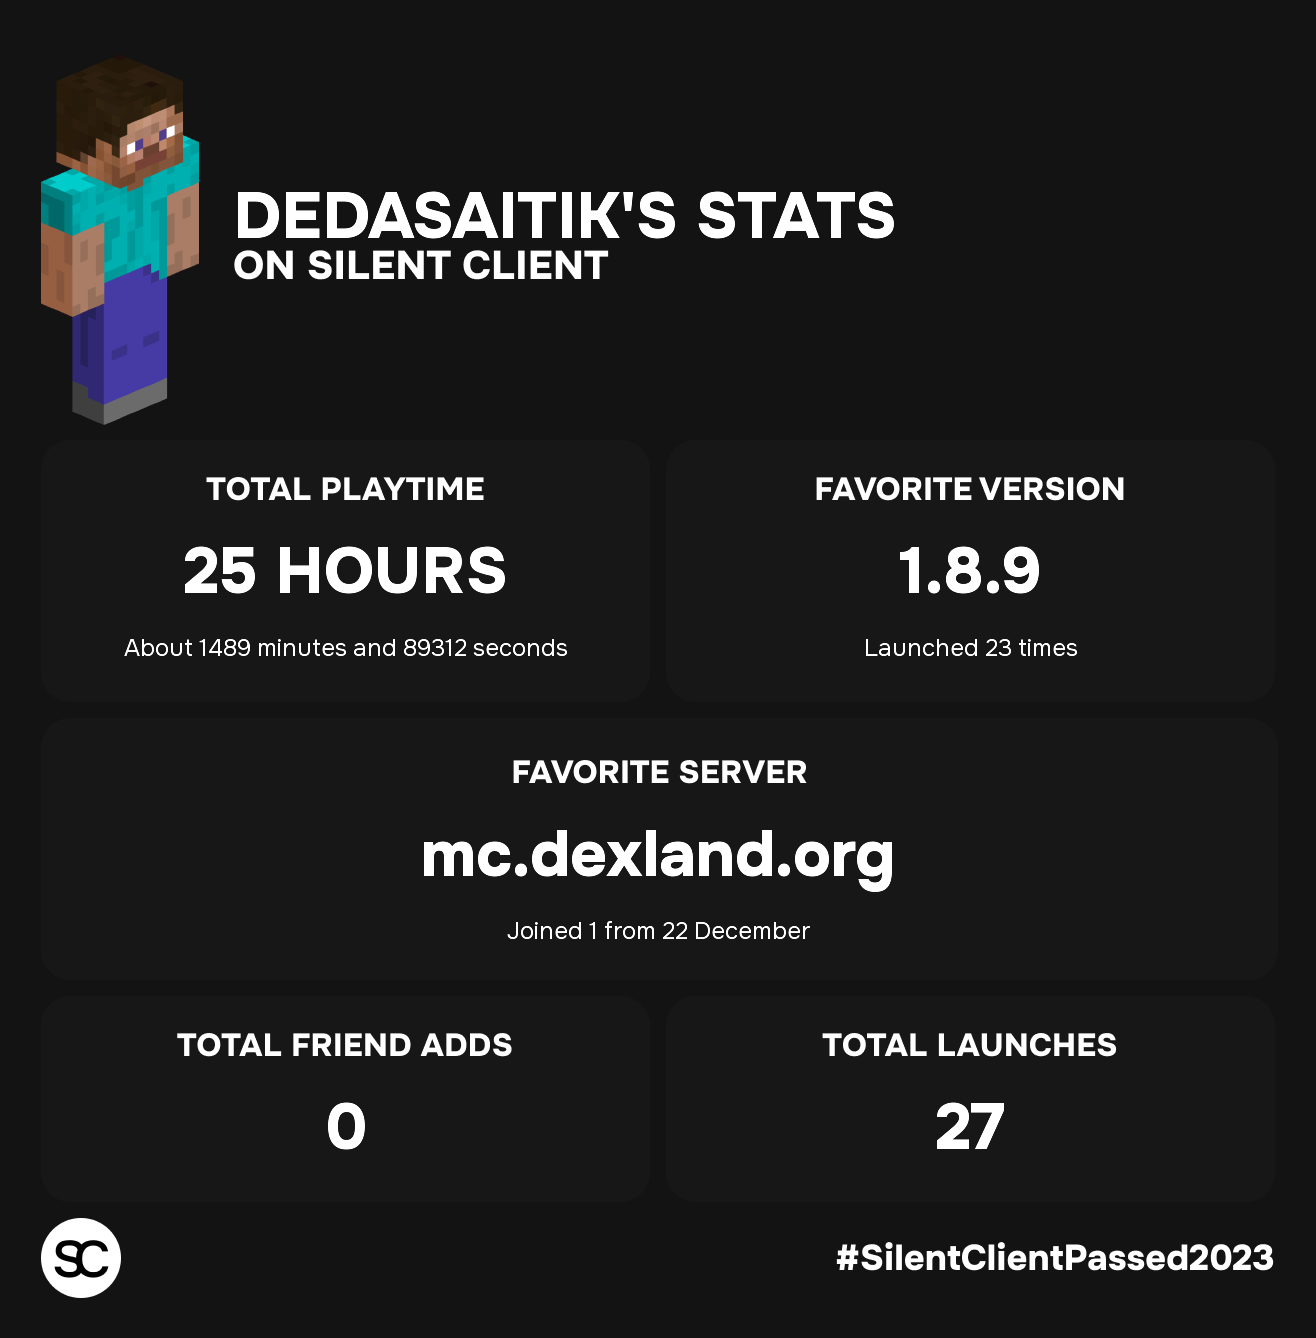 DEDASAITIK'S STATS
ON SILENT CLIENT
TOTAL PLAYTIME
25 HOURS
About 1489 minutes and 89312 seconds
FAVORITE VERSION
1.8.9
Launched 23 times
FAVORITE SERVER
mc.dexland.org
Joined 1 from 22 December
TOTAL FRIEND ADDS
0
TOTAL LAUNCHES
27
SC
#SilentClientPassed2023